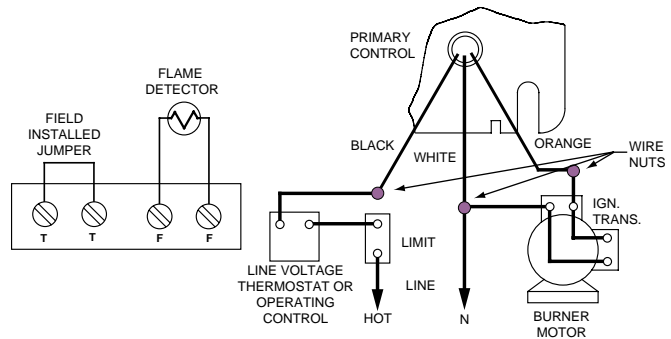 PRIMARY
CONTROL
FLAME
DETECTOR
FIELD
INSTALLED
JUMPER
BLACK
WHITE
ORANGE
WIRE
NUTS
T T F F
IGN.
TRANS.
LIMIT
LINE VOLTAGE
THERMOSTAT OR
OPERATING
CONTROL
LINE
HOT
N
BURNER
MOTOR